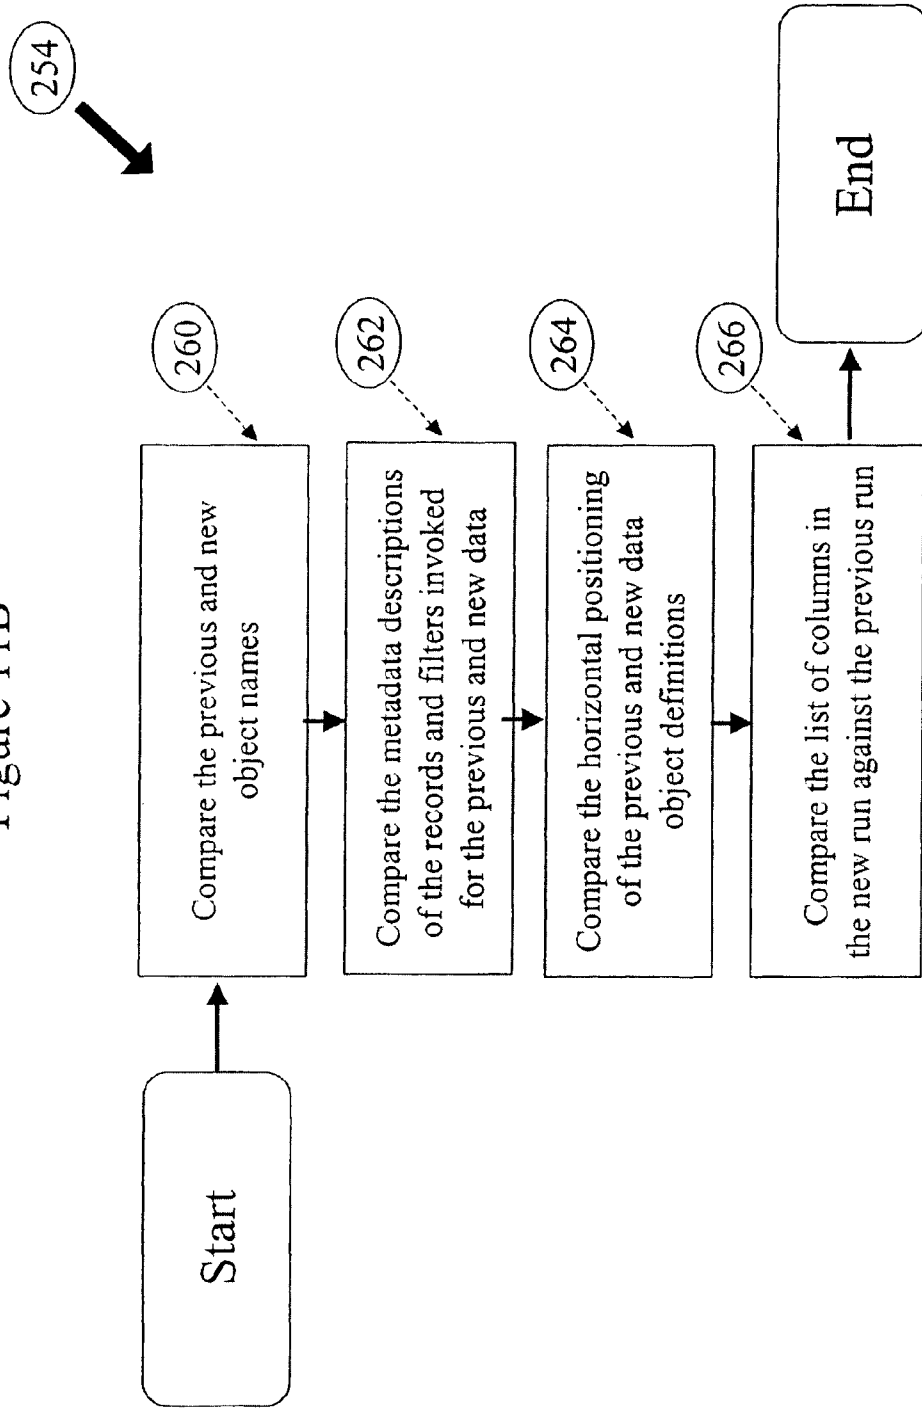 Figure 11B
254
Start
Compare the previous and new
object names
260
Compare the metadata descriptions
of the records and filters invoked
for the previous and new data
262
Compare the horizontal positioning
of the previous and new data
object definitions
264
Compare the list of columns in
the new run against the previous run
266
End